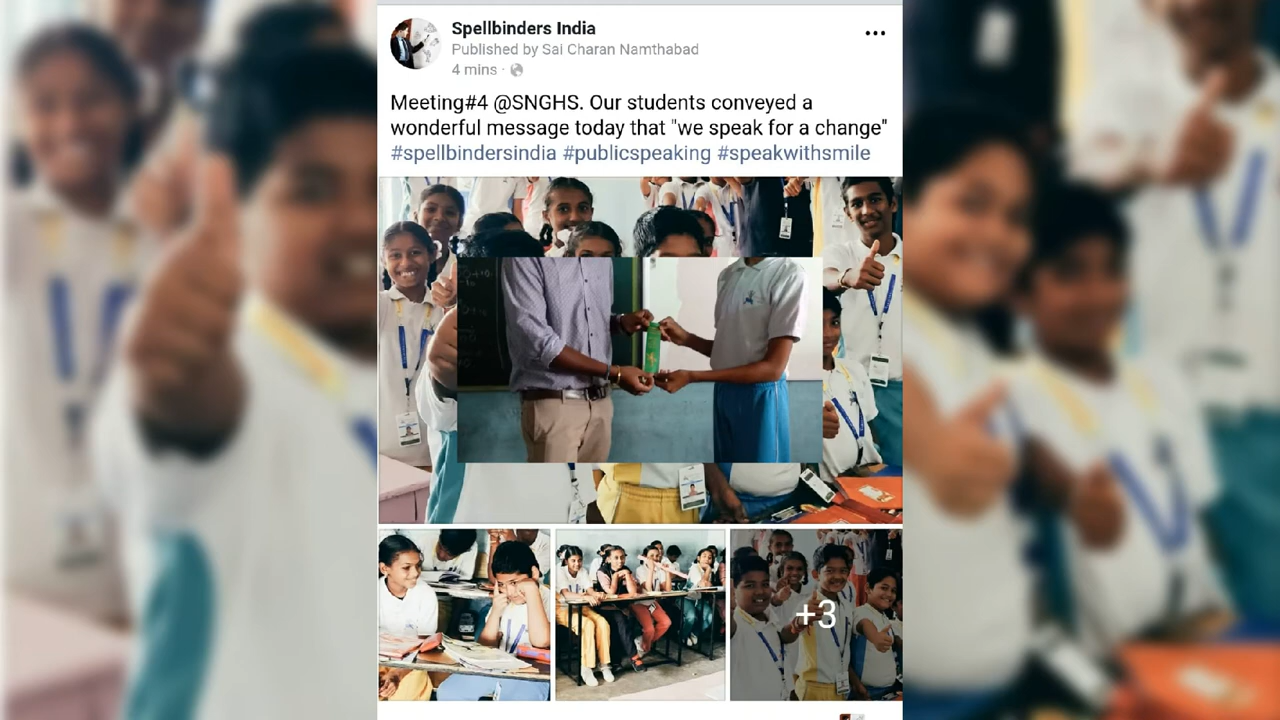 Spellbinders India
Published by Sai Charan Namthabad
4 mins ·
Meeting#4 @SNGHS. Our students conveyed a
wonderful message today that "we speak for a change"
#spellbindersindia #publicspeaking #speakwithsmile
+3